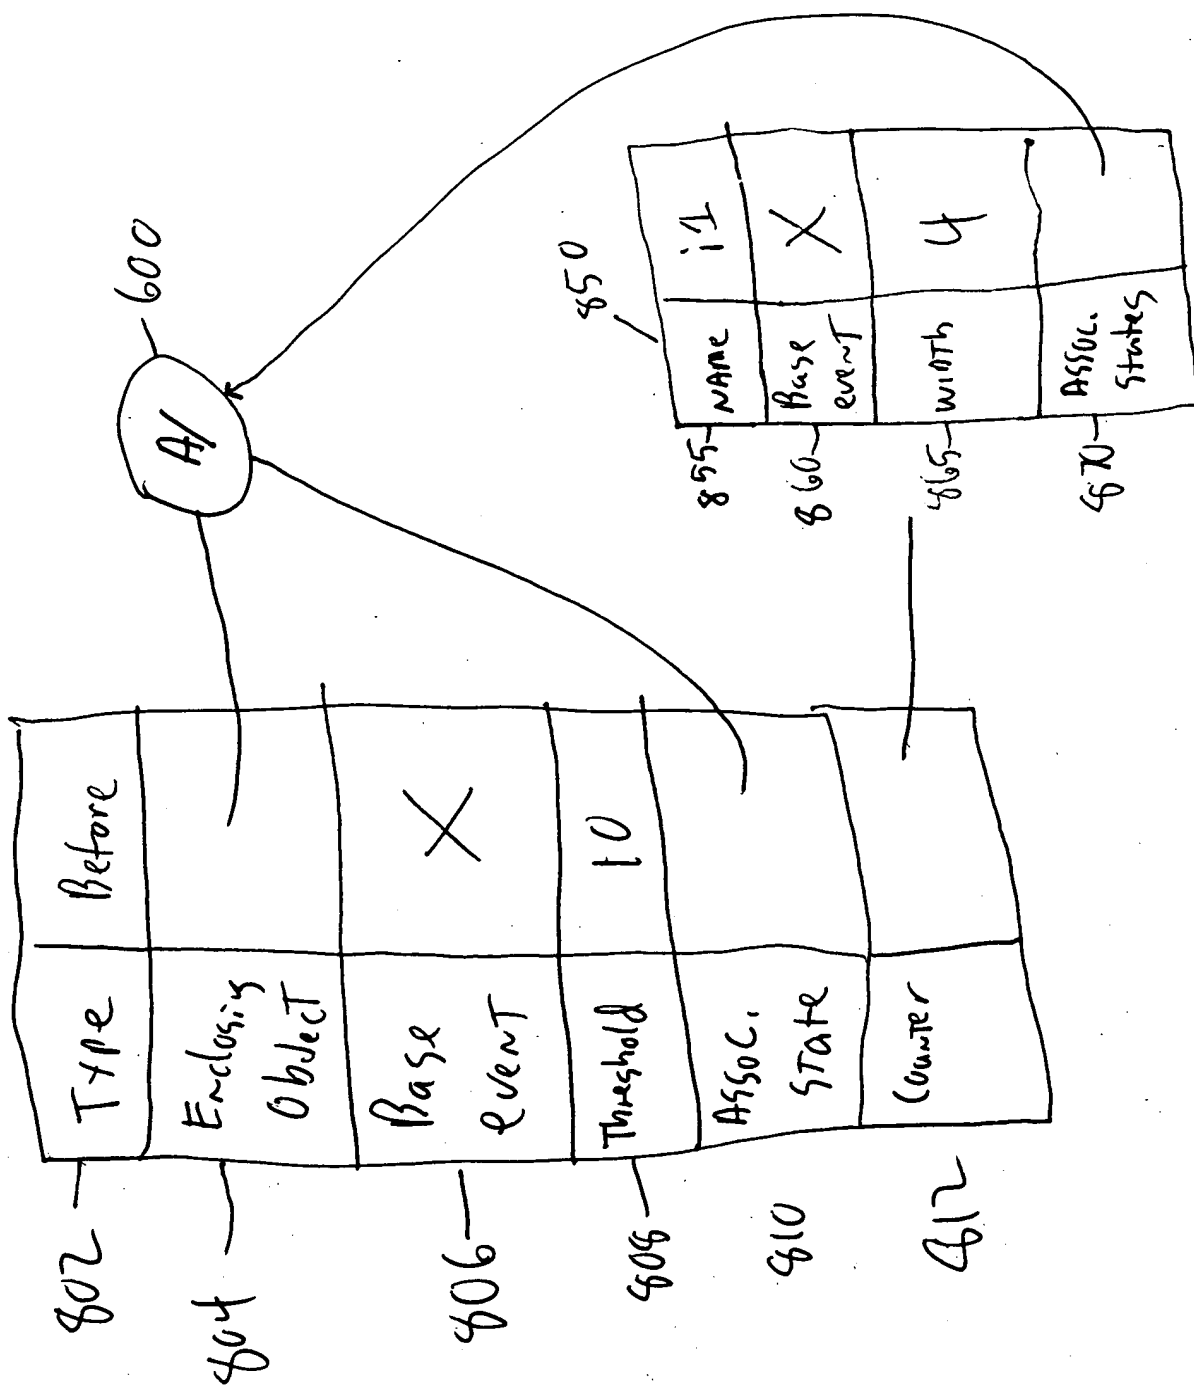 802
Type
Before
804
Enclosig
Object
806
Base
event
X
808
Threshold
10
810
Assoc.
State
812
Counter
600
A/
850
855
NAME
i1
860
Base
event
X
865
WIDTh
4
870
Assoc.
States